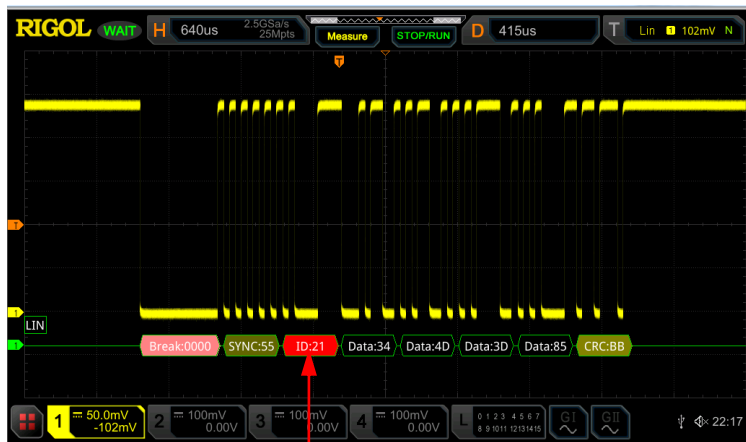 RIGOL WAIT H 640us 2.5GSa/s 25Mpts Measure STOP/RUN D 415us T Lin 1 102mV N
T
T
1
LIN
Break:0000 SYNC:55 ID:21 Data:34 Data:4D Data:3D Data:85 CRC:BB
1 50.0mV -102mV 2 100mV 0.00V 3 100mV 0.00V 4 100mV 0.00V L 0 1 2 3 4 5 6 7 8 9 10 11 12 13 14 15 GI GII 22:17